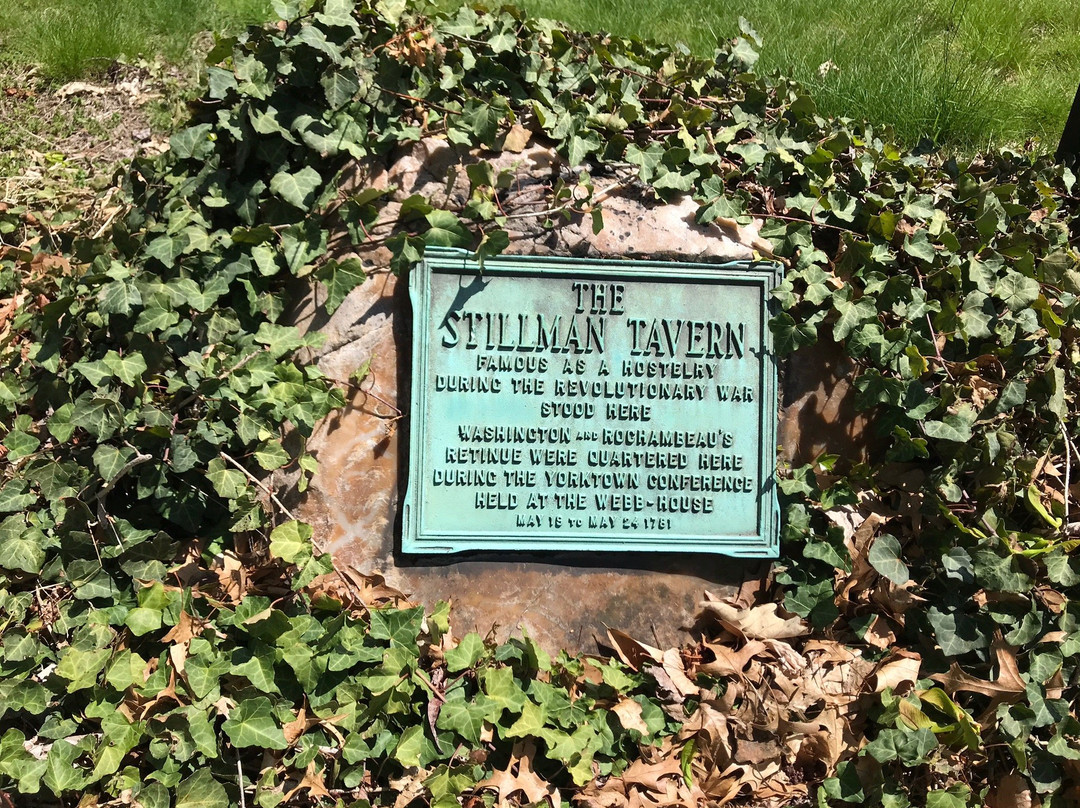 THE
STILLMAN TAVERN
FAMOUS AS A HOSTELRY
DURING THE REVOLUTIONARY WAR
STOOD HERE
WASHINGTON AND ROCHAMBEAU'S
RETINUE WERE QUARTERED HERE
DURING THE YORKTOWN CONFERENCE
HELD AT THE WEBB-HOUSE
MAY 18 TO MAY 24 1781